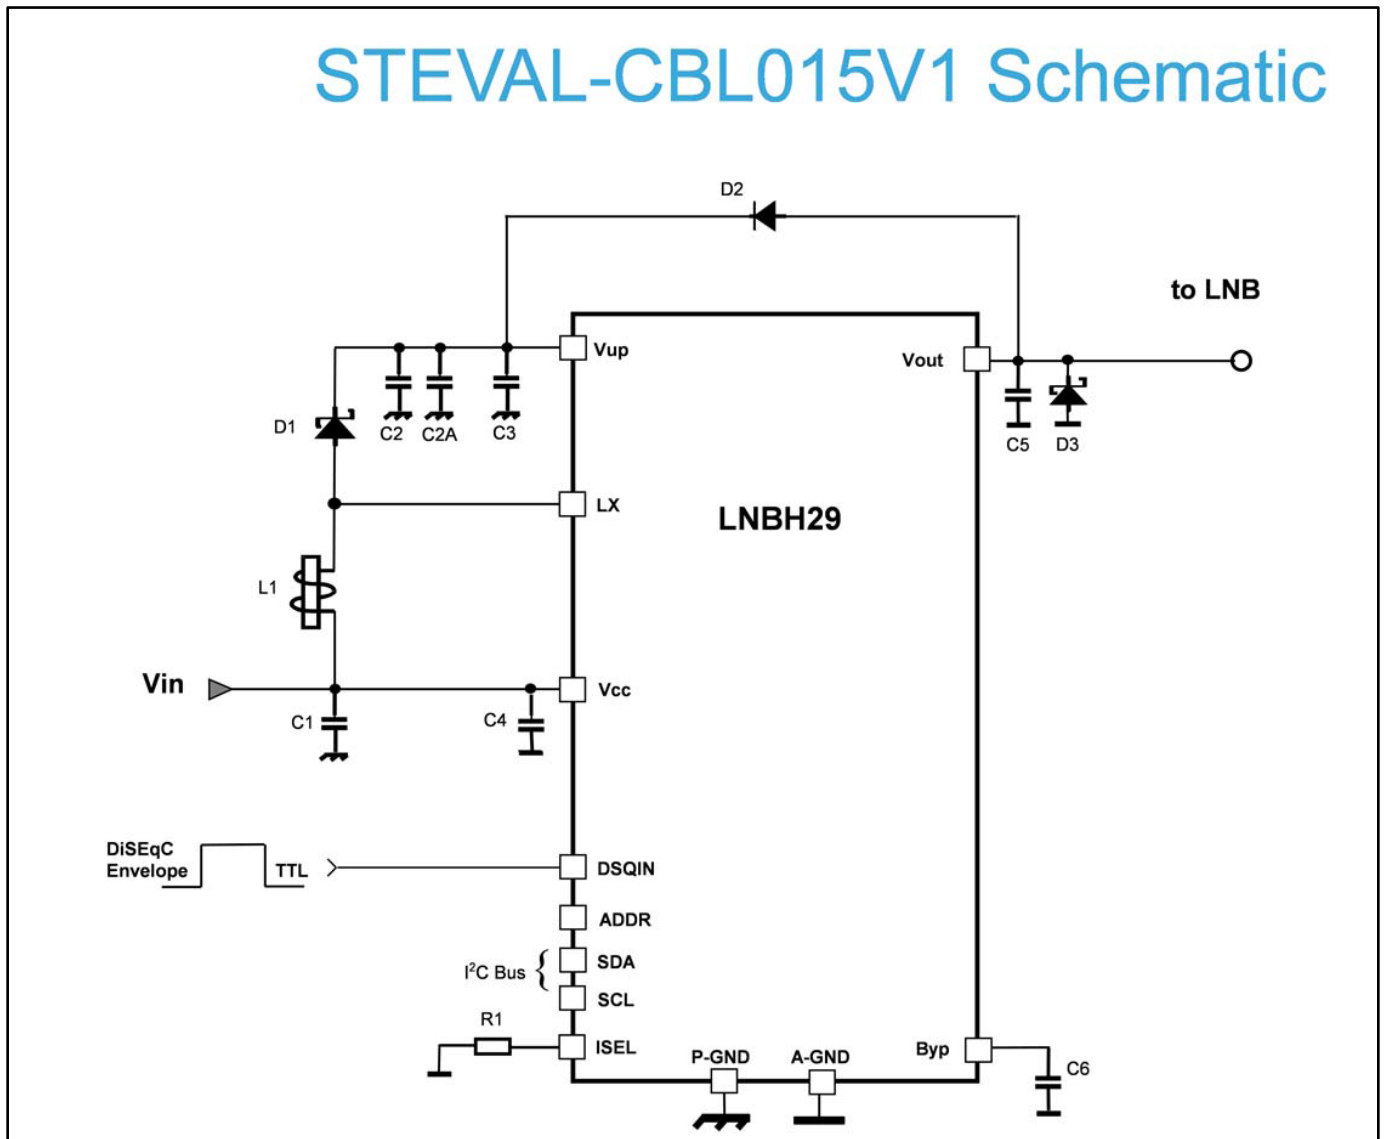 STEVAL-CBL015V1 Schematic
D2
to LNB
Vup
Vout
D1
C2
C2A
C3
C5
D3
LX
LNBH29
L1
Vin
Vcc
C1
C4
DiSEqC
Envelope
TTL
DSQIN
ADDR
SDA
I²C Bus {
SCL
R1
ISEL
P-GND
A-GND
Byp
C6